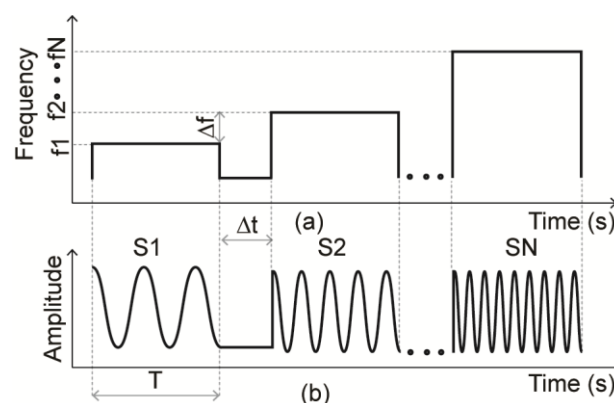 Frequency
f1 f2 • • • • fN
Δf
• • •
Time (s)
(a)
Δt
S1 S2 SN
Amplitude
• • •
T
Time (s)
(b)